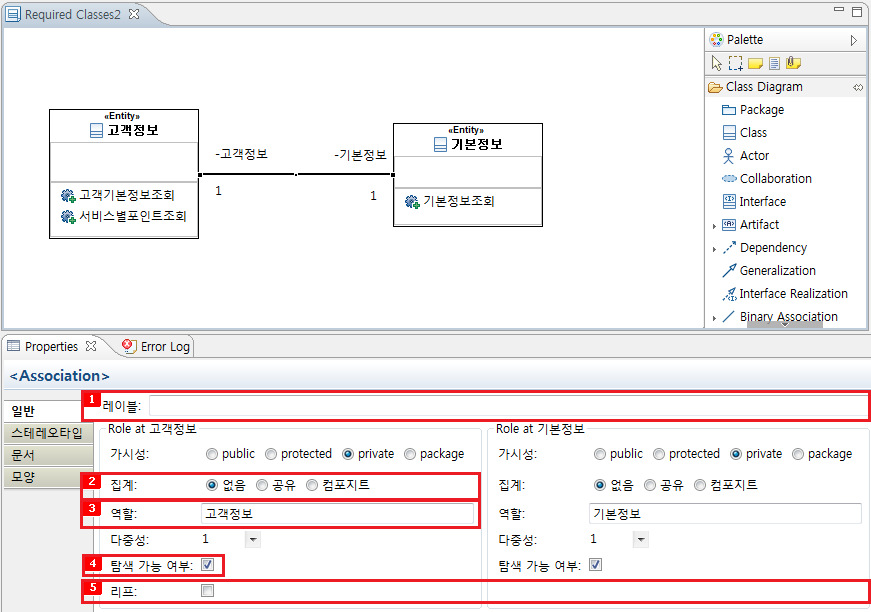 Required Classes2
Palette
Class Diagram
Package
Class
Actor
Collaboration
Interface
Artifact
Dependency
Generalization
Interface Realization
Binary Association
«Entity»
고객정보
고객기본정보조회
서비스별포인트조회
-고객정보
1
-기본정보
1
«Entity»
기본정보
기본정보조회
Properties
Error Log
<Association>
일반
스테레오타입
문서
모양
1 레이블:
Role at 고객정보
가시성: public protected private package
2 집계: 없음 공유 컴포지트
3 역할: 고객정보
다중성: 1
4 탐색 가능 여부:
5 리프:
Role at 기본정보
가시성: public protected private package
집계: 없음 공유 컴포지트
역할: 기본정보
다중성: 1
탐색 가능 여부: